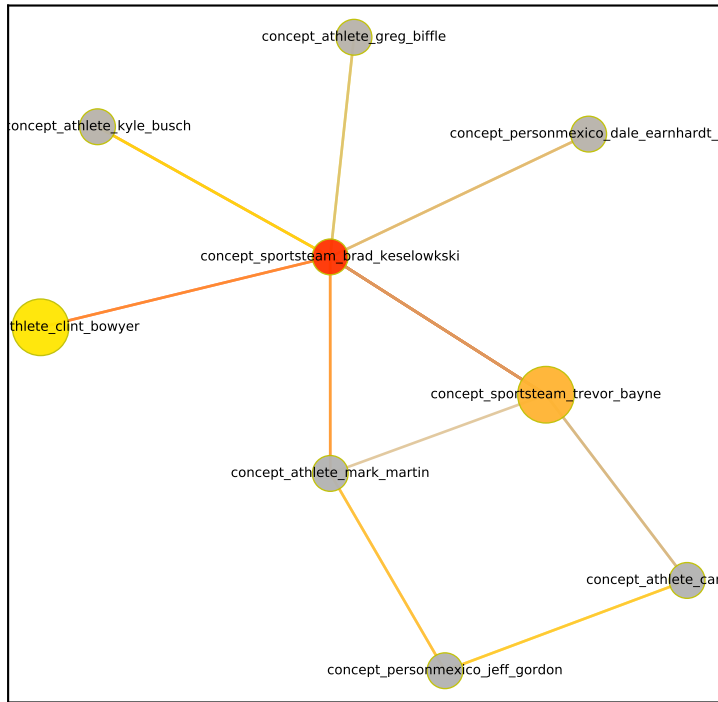 concept_athlete_greg_biffle
concept_athlete_kyle_busch
concept_personmexico_dale_earnhardt_
concept_sportsteam_brad_keselowkski
thlete_clint_bowyer
concept_sportsteam_trevor_bayne
concept_athlete_mark_martin
concept_athlete_car
concept_personmexico_jeff_gordon